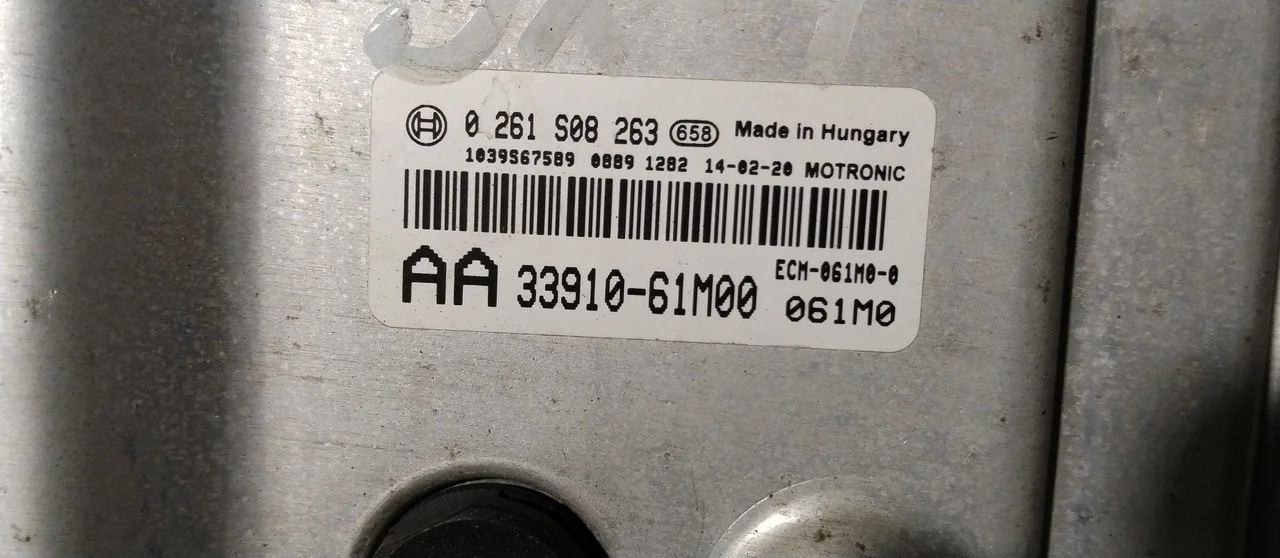 SX4
0 261 S08 263 658 Made in Hungary
1039S67589 0889 1282 14-02-20 MOTRONIC
AA 33910-61M00 ECM-061M0-0
061M0